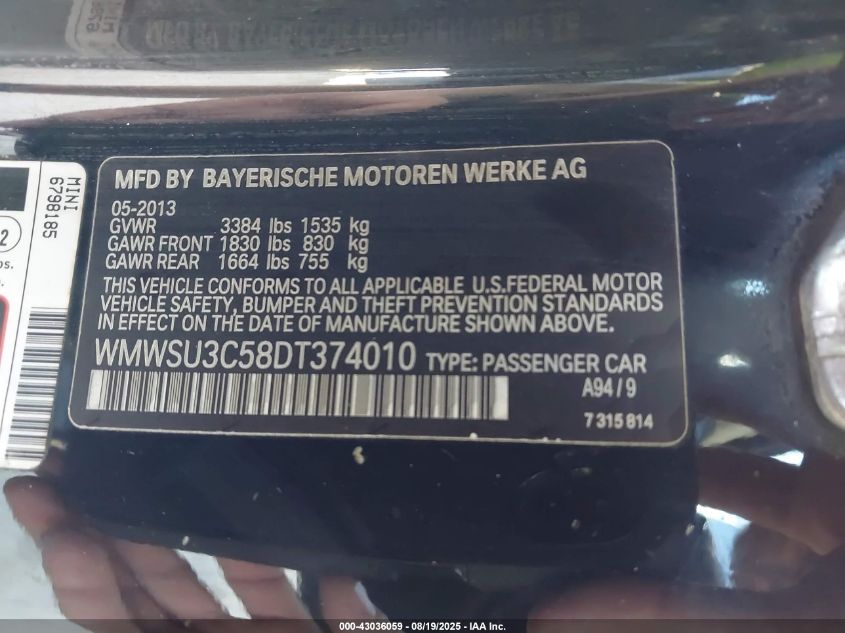 MFD BY BAYERISCHE MOTOREN WERKE AG
05-2013
GVWR 3384 lbs 1535 kg
GAWR FRONT 1830 lbs 830 kg
GAWR REAR 1664 lbs 755 kg
THIS VEHICLE CONFORMS TO ALL APPLICABLE U.S.FEDERAL MOTOR
VEHICLE SAFETY, BUMPER AND THEFT PREVENTION STANDARDS
IN EFFECT ON THE DATE OF MANUFACTURE SHOWN ABOVE.
WMWSU3C58DT374010 TYPE: PASSENGER CAR
A94 / 9
7 315 814
MINI
6798185
000-43036059 - 08/19/2025 - IAA Inc.